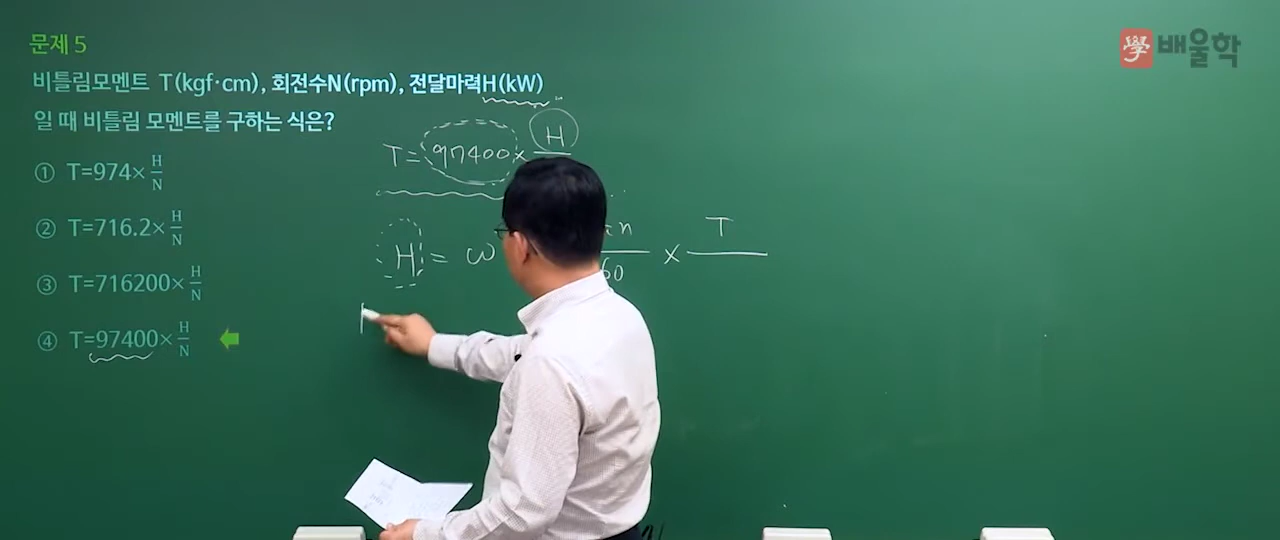 문제 5
學 배울학
비틀림모멘트 T(kgf·cm), 회전수N(rpm), 전달마력H(kW)
일 때 비틀림 모멘트를 구하는 식은?
① T=974×H/N
② T=716.2×H/N
③ T=716200×H/N
④ T=97400×H/N
T=97400×H
H = ω
n
60
× T